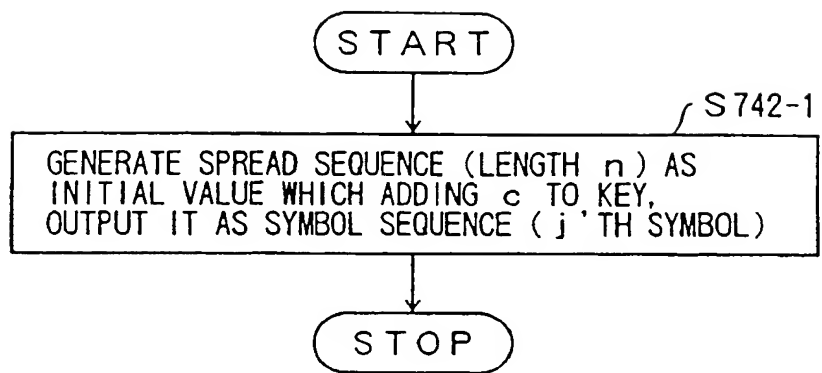 START
S742-1
GENERATE SPREAD SEQUENCE (LENGTH n) AS
INITIAL VALUE WHICH ADDING c TO KEY,
OUTPUT IT AS SYMBOL SEQUENCE (j'TH SYMBOL)
STOP